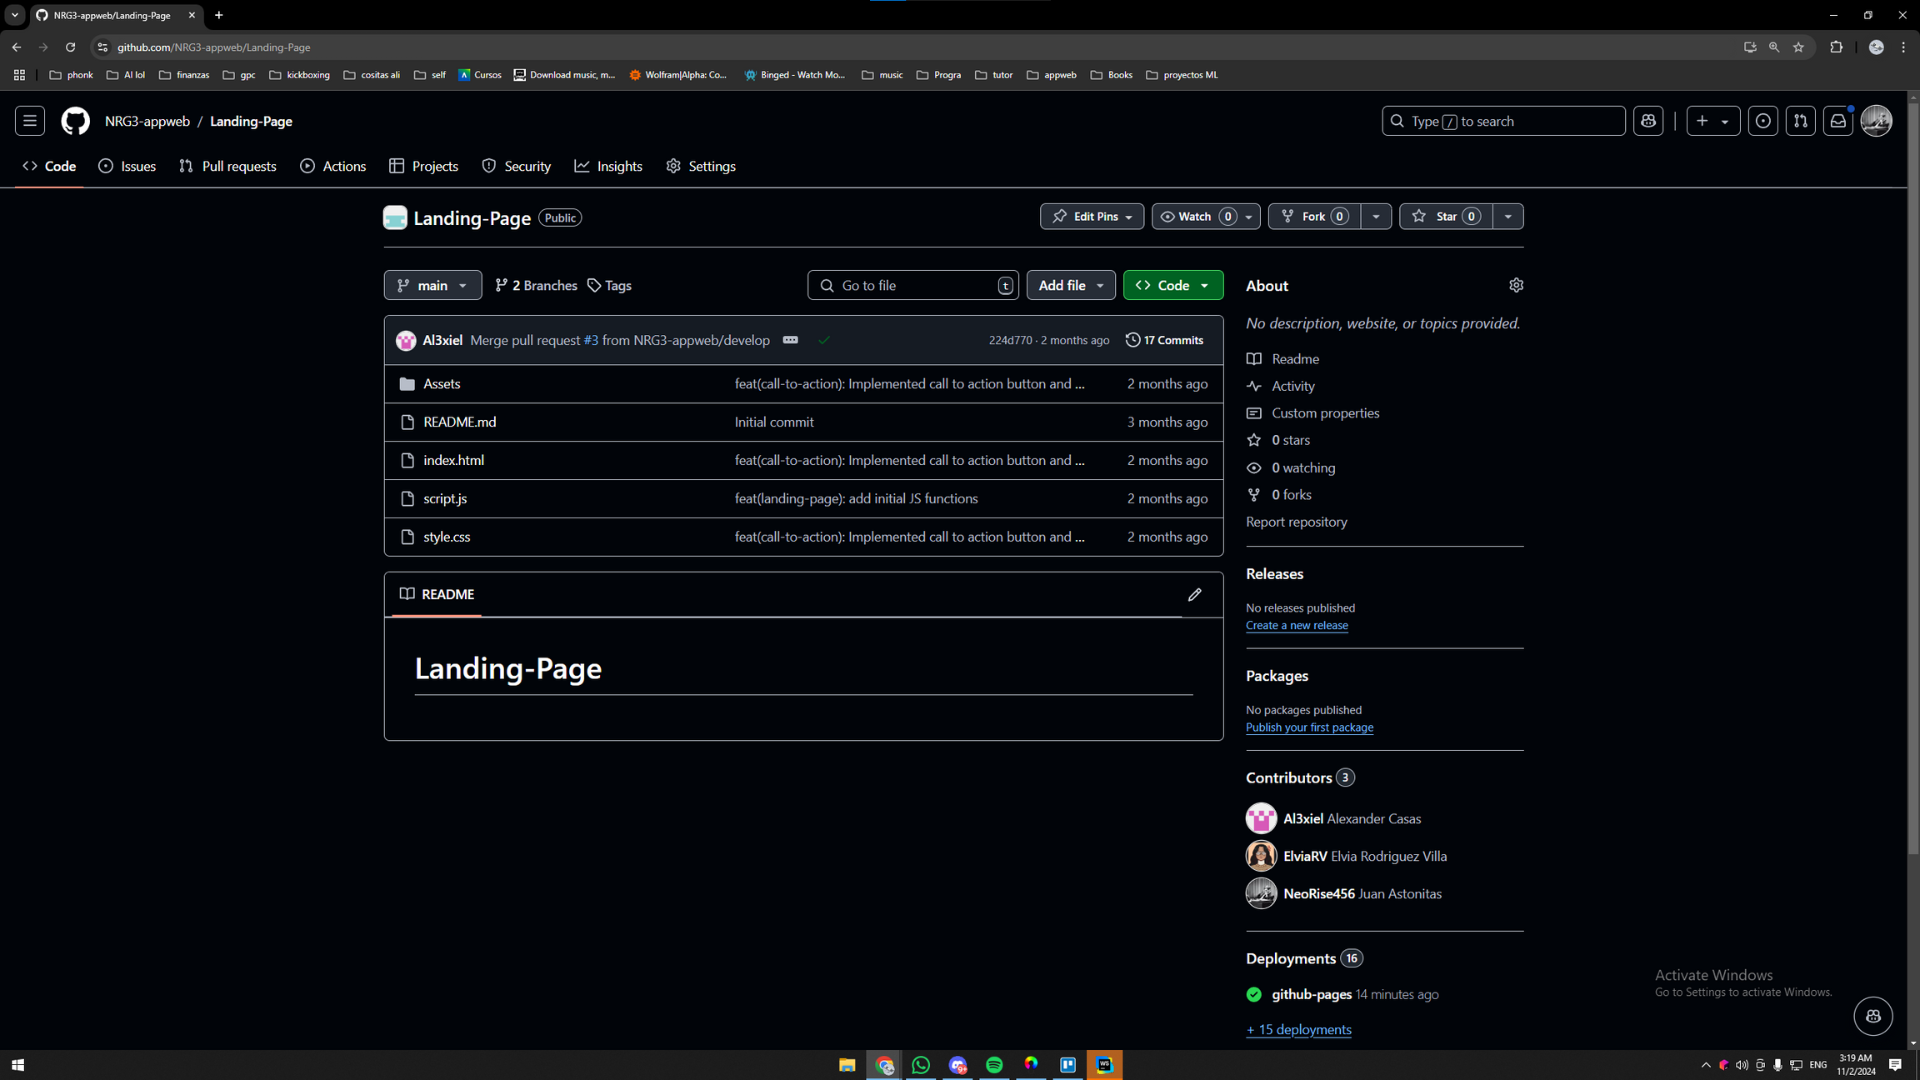 NRG3-appweb/Landing-Page
github.com/NRG3-appweb/Landing-Page
phonk AI lol finanzas gpc kickboxing cositas ali self Cursos Download music, m... Wolfram|Alpha: Co... Binged - Watch Mo... music Progra tutor appweb Books proyectos ML
NRG3-appweb / Landing-Page
Type / to search
Code Issues Pull requests Actions Projects Security Insights Settings
Landing-Page Public
Edit Pins Watch 0 Fork 0 Star 0
main 2 Branches Tags
Go to file t Add file Code
Al3xiel Merge pull request #3 from NRG3-appweb/develop 224d770 · 2 months ago 17 Commits
Assets feat(call-to-action): Implemented call to action button and ... 2 months ago
README.md Initial commit 3 months ago
index.html feat(call-to-action): Implemented call to action button and ... 2 months ago
script.js feat(landing-page): add initial JS functions 2 months ago
style.css feat(call-to-action): Implemented call to action button and ... 2 months ago
README
Landing-Page
About
No description, website, or topics provided.
Readme
Activity
Custom properties
0 stars
0 watching
0 forks
Report repository
Releases
No releases published
Create a new release
Packages
No packages published
Publish your first package
Contributors 3
Al3xiel Alexander Casas
ElviaRV Elvia Rodriguez Villa
NeoRise456 Juan Astonitas
Deployments 16
github-pages 14 minutes ago
+ 15 deployments
Activate Windows
Go to Settings to activate Windows.
ENG
3:19 AM
11/2/2024